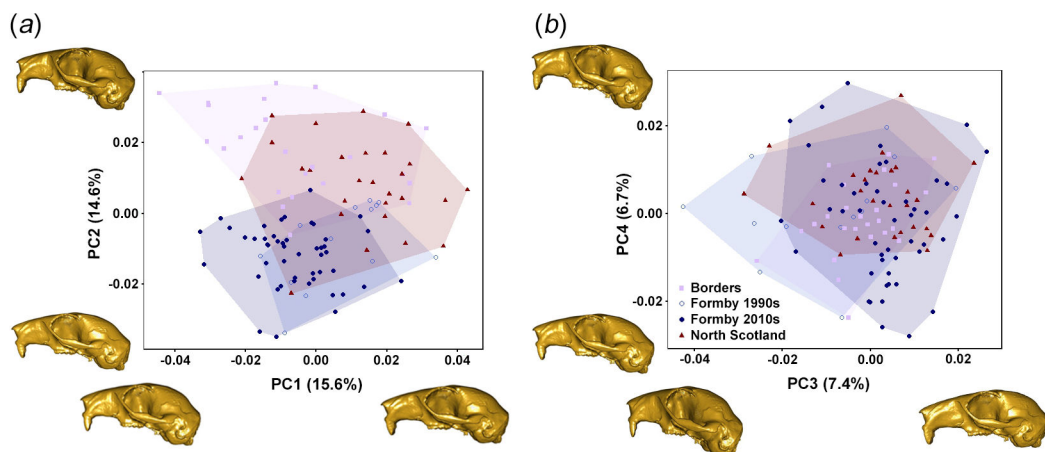 (a)
PC2 (14.6%)
0.02
0.00
-0.02
-0.04
-0.02
0.00
0.02
0.04
PC1 (15.6%)
(b)
PC4 (6.7%)
0.02
0.00
-0.02
Borders
Formby 1990s
Formby 2010s
North Scotland
-0.04
-0.02
0.00
0.02
PC3 (7.4%)